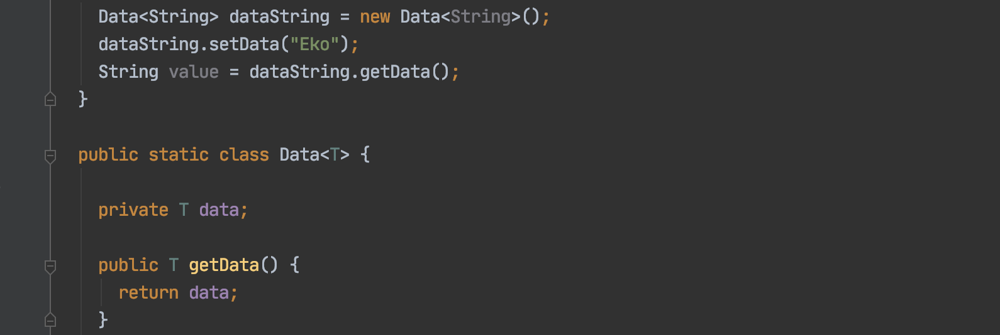 Data<String> dataString = new Data<String>();
dataString.setData("Eko");
String value = dataString.getData();
}
public static class Data<T> {
private T data;
public T getData() {
return data;
}